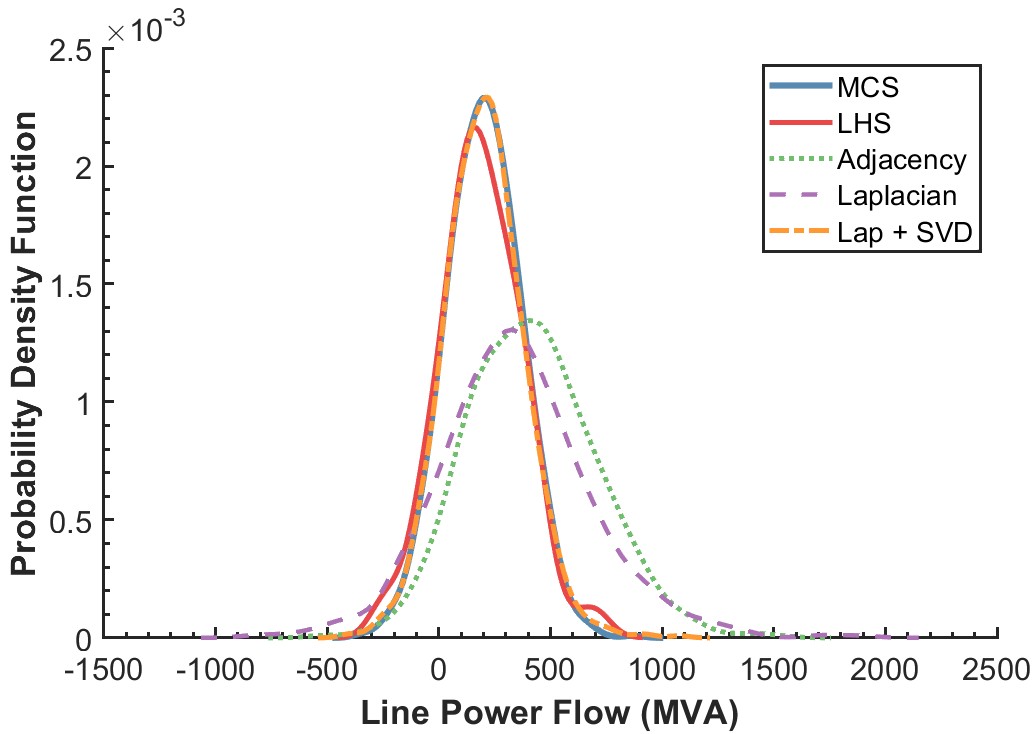 ×10-3
2.5
2
1.5
1
0.5
0
-1500 -1000 -500 0 500 1000 1500 2000 2500
Probability Density Function
Line Power Flow (MVA)
MCS
LHS
Adjacency
Laplacian
Lap + SVD